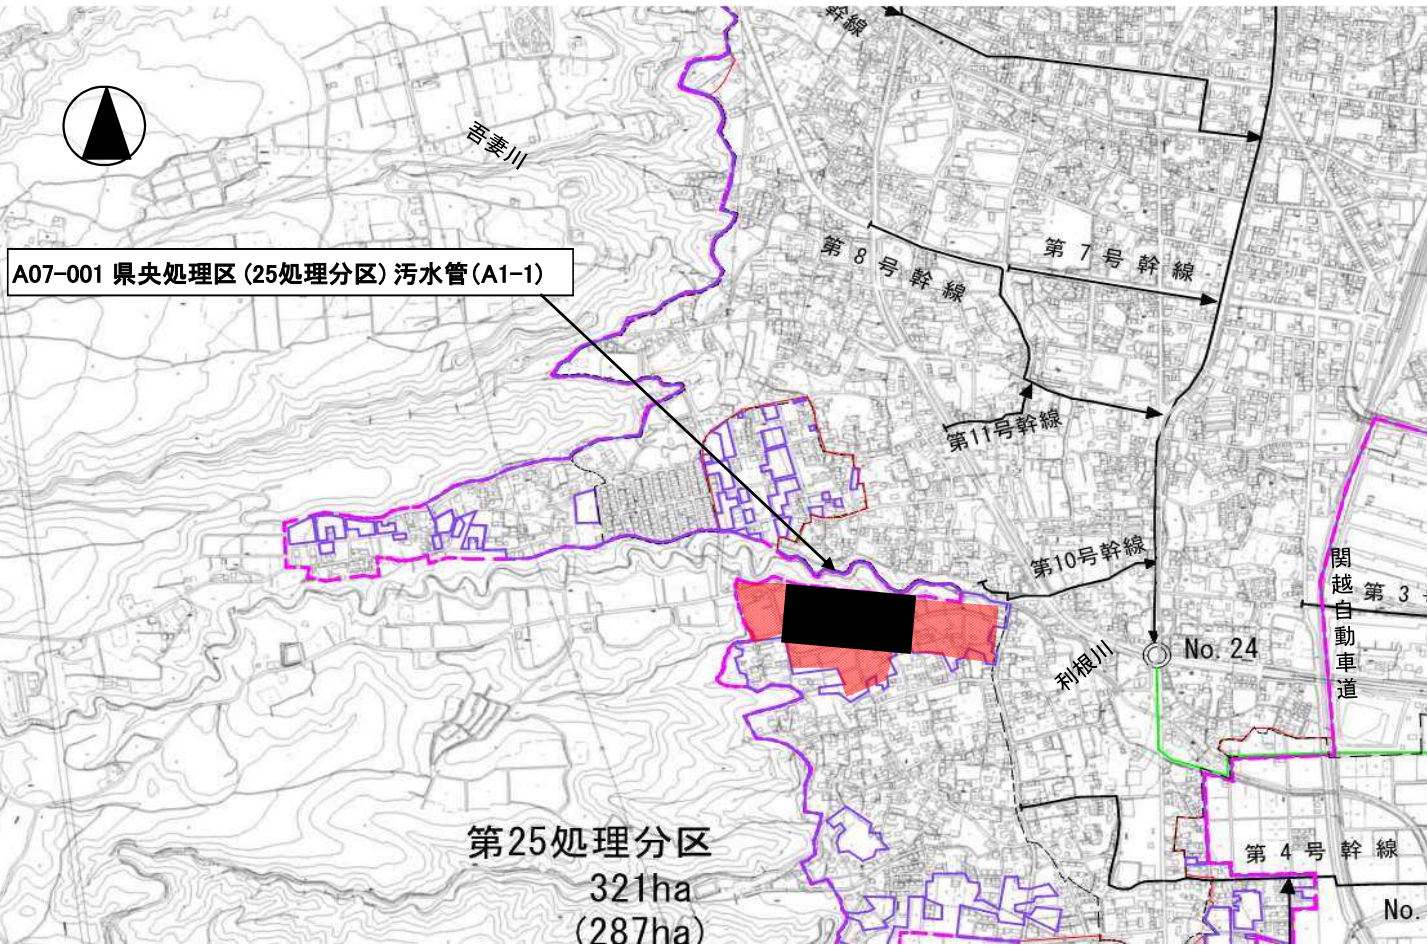 幹線
吾妻川
A07-001 県央処理区(25処理分区)汚水管(A1-1)
第8号幹線
第7号幹線
第11号幹線
第10号幹線
関越自動車道
第3
利根川
No.24
第25処理分区
321ha
(287ha)
第4号幹線
No.